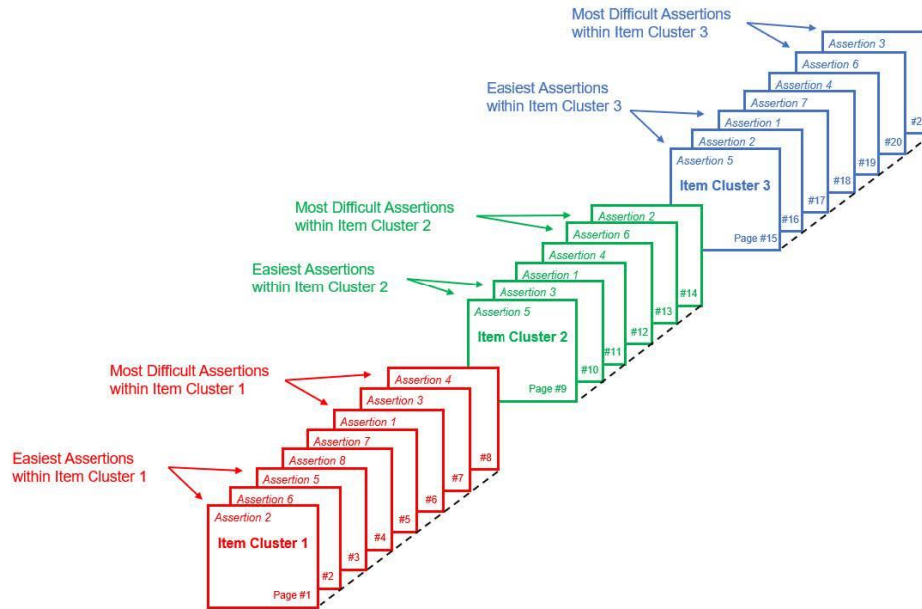 Most Difficult Assertions
within Item Cluster 3
Assertion 3
Assertion 6
Assertion 4
Easiest Assertions
within Item Cluster 3
Assertion 7
Assertion 1
Assertion 2
Assertion 5
Item Cluster 3
Page #15
#16
#17
#18
#19
#20
Most Difficult Assertions
within Item Cluster 2
Assertion 2
Assertion 6
Assertion 4
Easiest Assertions
within Item Cluster 2
Assertion 1
Assertion 3
Assertion 5
Item Cluster 2
Page #9
#10
#11
#12
#13
#14
Most Difficult Assertions
within Item Cluster 1
Assertion 4
Assertion 3
Assertion 1
Assertion 7
Easiest Assertions
within Item Cluster 1
Assertion 8
Assertion 5
Assertion 6
Assertion 2
Item Cluster 1
Page #1
#2
#3
#4
#5
#6
#7
#8